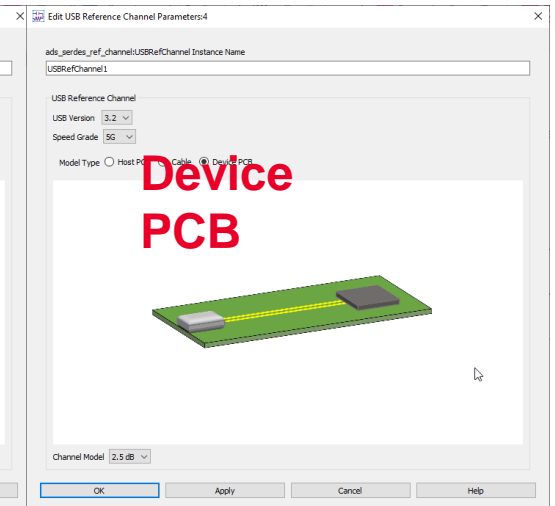 Edit USB Reference Channel Parameters:4
ads_serdes_ref_channel:USBRefChannel Instance Name
USBRefChannel1
USB Reference Channel
USB Version 3.2
Speed Grade 5G
Model Type Host PCB Cable Device PCB
Device
PCB
Channel Model 2.5 dB
OK Apply Cancel Help